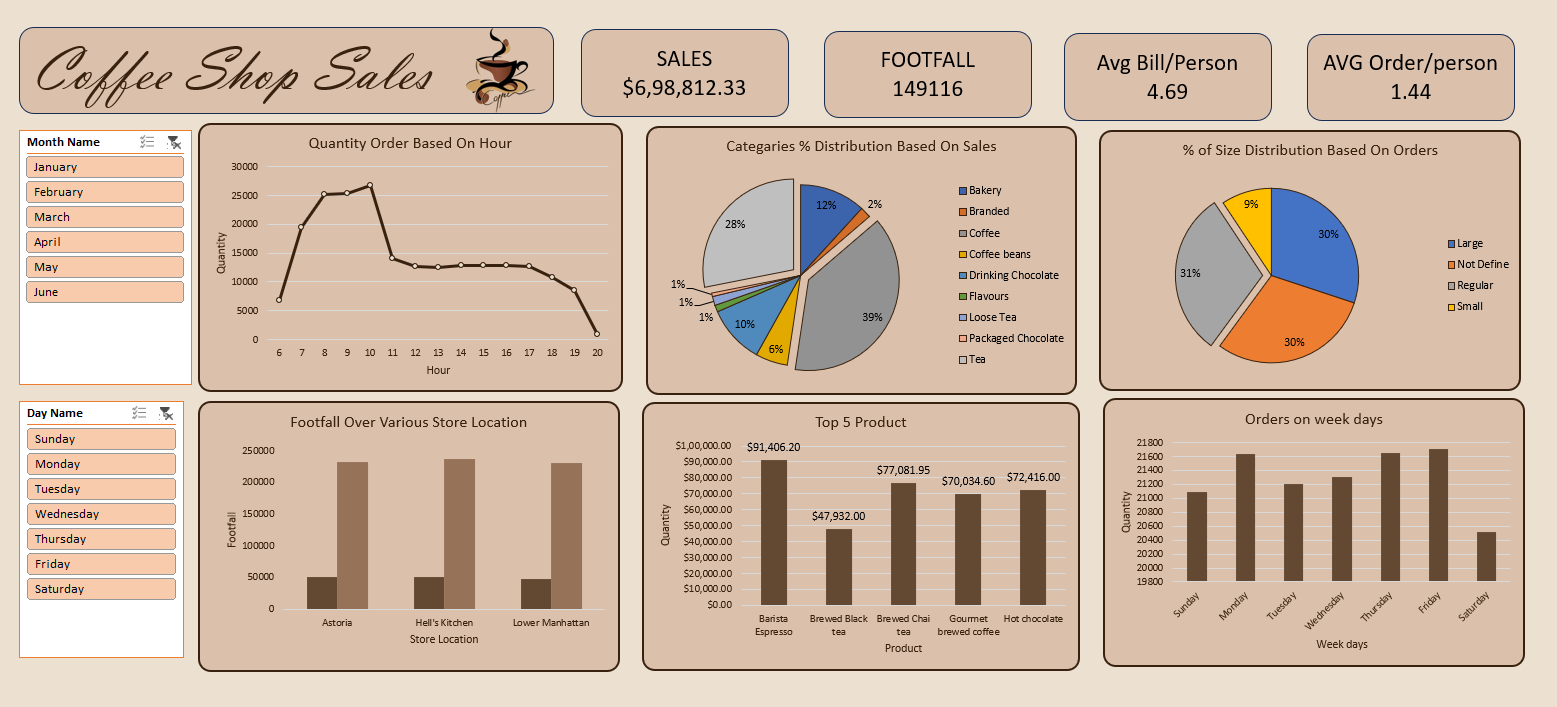 Coffee Shop Sales
Coffee
SALES
$6,98,812.33
FOOTFALL
149116
Avg Bill/Person
4.69
AVG Order/person
1.44
Month Name
January
February
March
April
May
June
Quantity Order Based On Hour
30000
25000
20000
15000
10000
5000
0
Quantity
6 7 8 9 10 11 12 13 14 15 16 17 18 19 20
Hour
Categaries % Distribution Based On Sales
12%
2%
39%
6%
10%
1%
1%
1%
28%
Bakery
Branded
Coffee
Coffee beans
Drinking Chocolate
Flavours
Loose Tea
Packaged Chocolate
Tea
% of Size Distribution Based On Orders
30%
30%
31%
9%
Large
Not Define
Regular
Small
Day Name
Sunday
Monday
Tuesday
Wednesday
Thursday
Friday
Saturday
Footfall Over Various Store Location
250000
200000
150000
100000
50000
0
Footfall
Astoria Hell's Kitchen Lower Manhattan
Store Location
Top 5 Product
$1,00,000.00
$90,000.00
$80,000.00
$70,000.00
$60,000.00
$50,000.00
$40,000.00
$30,000.00
$20,000.00
$10,000.00
$0.00
Quantity
$91,406.20
$47,932.00
$77,081.95
$70,034.60
$72,416.00
Barista
Espresso
Brewed Black
tea
Brewed Chai
tea
Gourmet
brewed coffee
Hot chocolate
Product
Orders on week days
21800
21600
21400
21200
21000
20800
20600
20400
20200
20000
19800
Quantity
Sunday
Monday
Tuesday
Wednesday
Thursday
Friday
Saturday
Week days